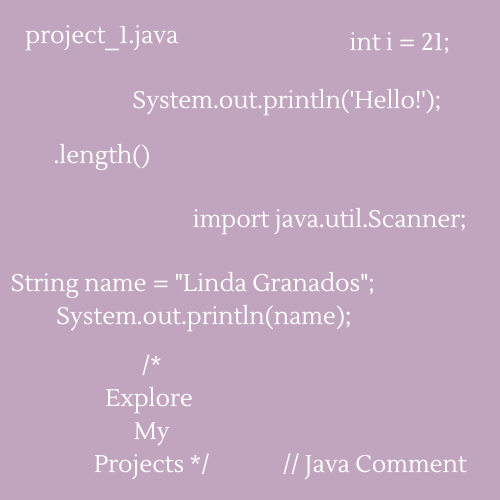 project_1.java
int i = 21;
System.out.println('Hello!');
.length()
import java.util.Scanner;
String name = "Linda Granados";
System.out.println(name);
/*
Explore
My
Projects */
// Java Comment